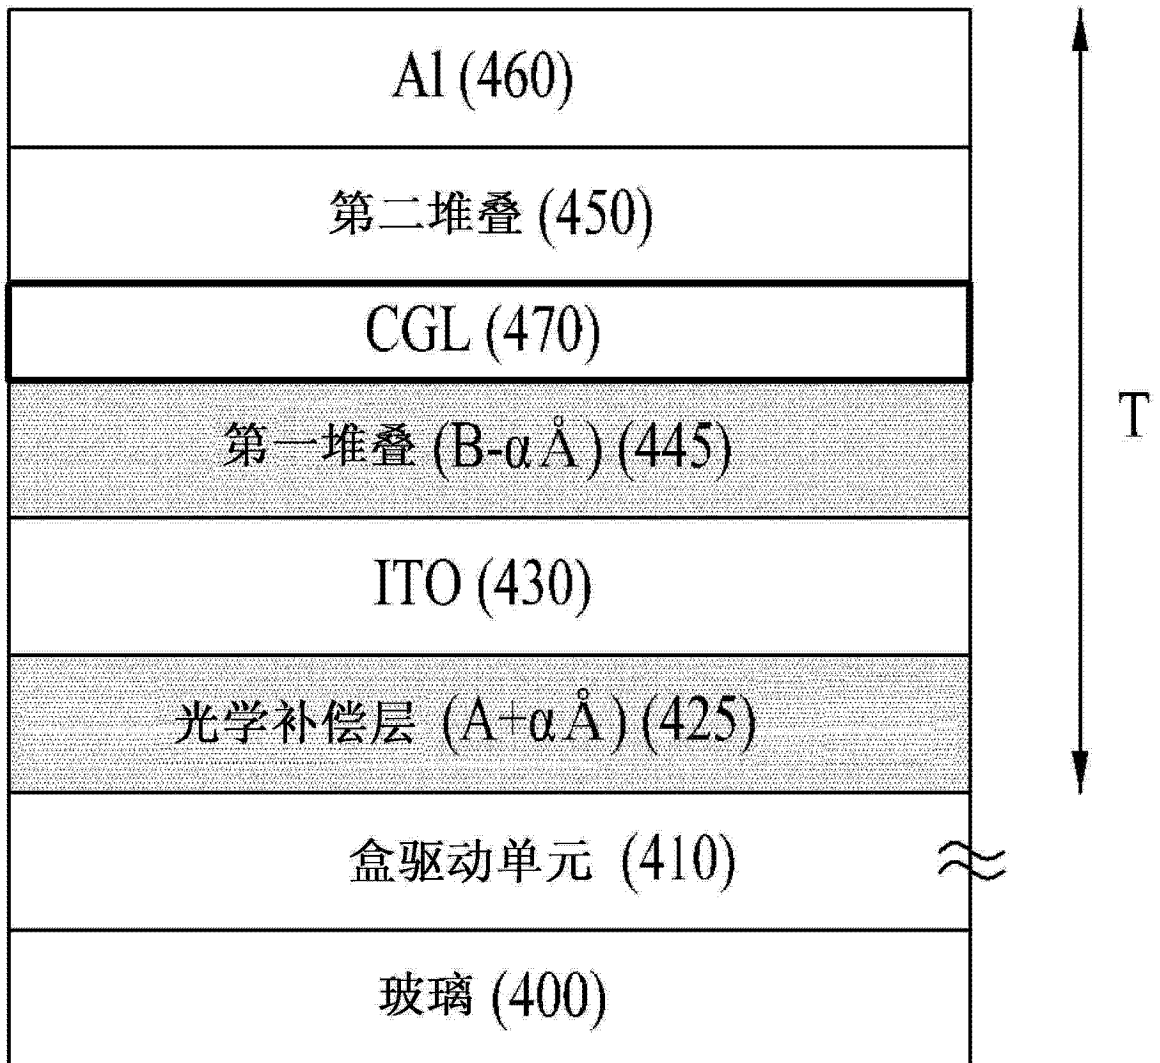 Al (460)
第二堆叠 (450)
CGL (470)
第一堆叠 (B-αÅ) (445)
T
ITO (430)
光学补偿层 (A+αÅ) (425)
盒驱动单元 (410)
玻璃 (400)